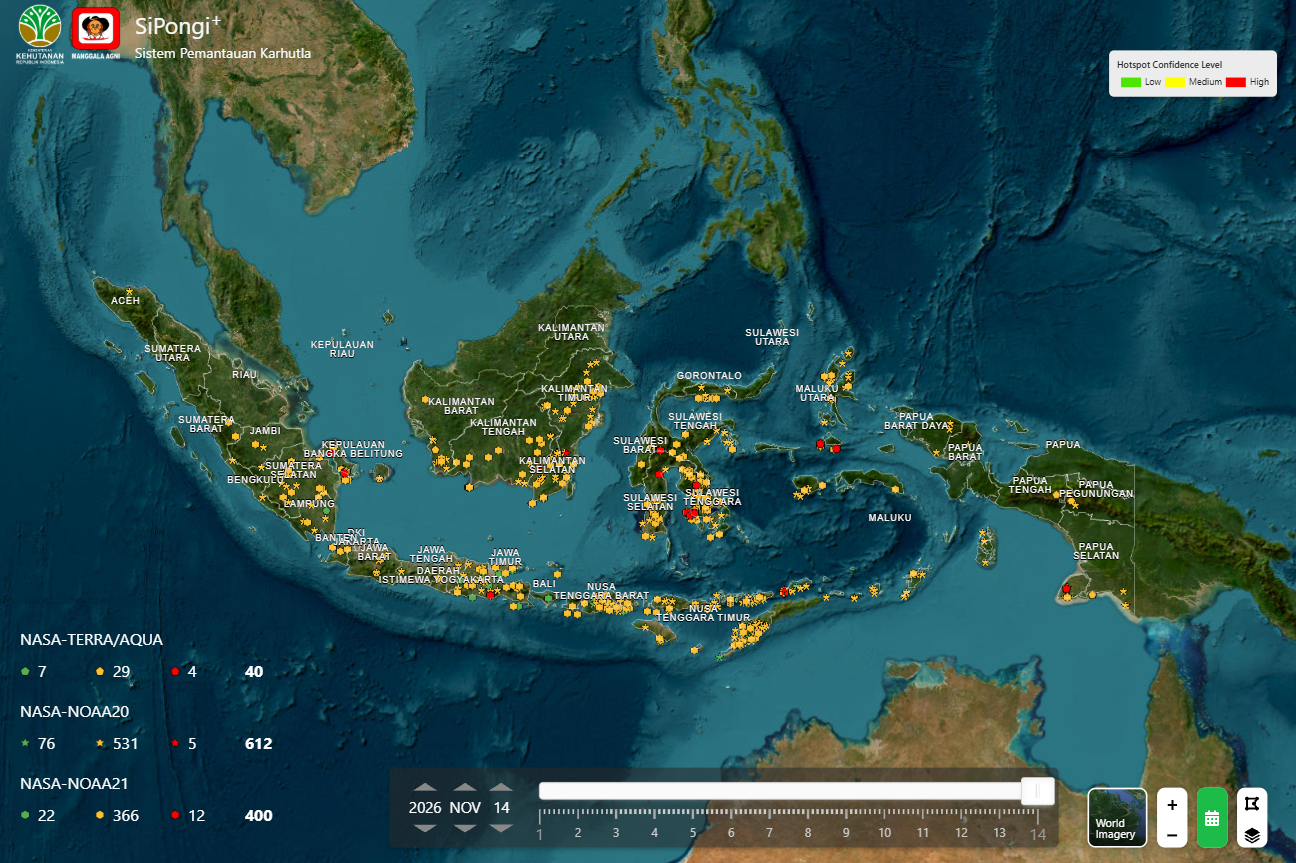 KEMENTERIAN
KEHUTANAN
REPUBLIK INDONESIA
MANGGALA AGNI
SiPongi+
Sistem Pemantauan Karhutla
Hotspot Confidence Level
Low Medium High
ACEH
SUMATERA
UTARA
RIAU
KEPULAUAN
RIAU
SUMATERA
BARAT
JAMBI
KEPULAUAN
BANGKA BELITUNG
SUMATERA
SELATAN
BENGKULU
LAMPUNG
BANTEN
DKI
JAKARTA
JAWA
BARAT
JAWA
TENGAH
DAERAH
ISTIMEWA YOGYAKARTA
JAWA
TIMUR
BALI
NUSA
TENGGARA BARAT
NUSA
TENGGARA TIMUR
KALIMANTAN
UTARA
KALIMANTAN
TIMUR
KALIMANTAN
BARAT
KALIMANTAN
TENGAH
KALIMANTAN
SELATAN
SULAWESI
UTARA
GORONTALO
SULAWESI
TENGAH
SULAWESI
BARAT
SULAWESI
SELATAN
SULAWESI
TENGGARA
MALUKU
UTARA
MALUKU
PAPUA
BARAT DAYA
PAPUA
BARAT
PAPUA
PAPUA
TENGAH
PAPUA
PEGUNUNGAN
PAPUA
SELATAN
NASA-TERRA/AQUA
7 29 4 40
NASA-NOAA20
76 531 5 612
NASA-NOAA21
22 366 12 400
2026 NOV 14
1 2 3 4 5 6 7 8 9 10 11 12 13 14
World
Imagery
+
−